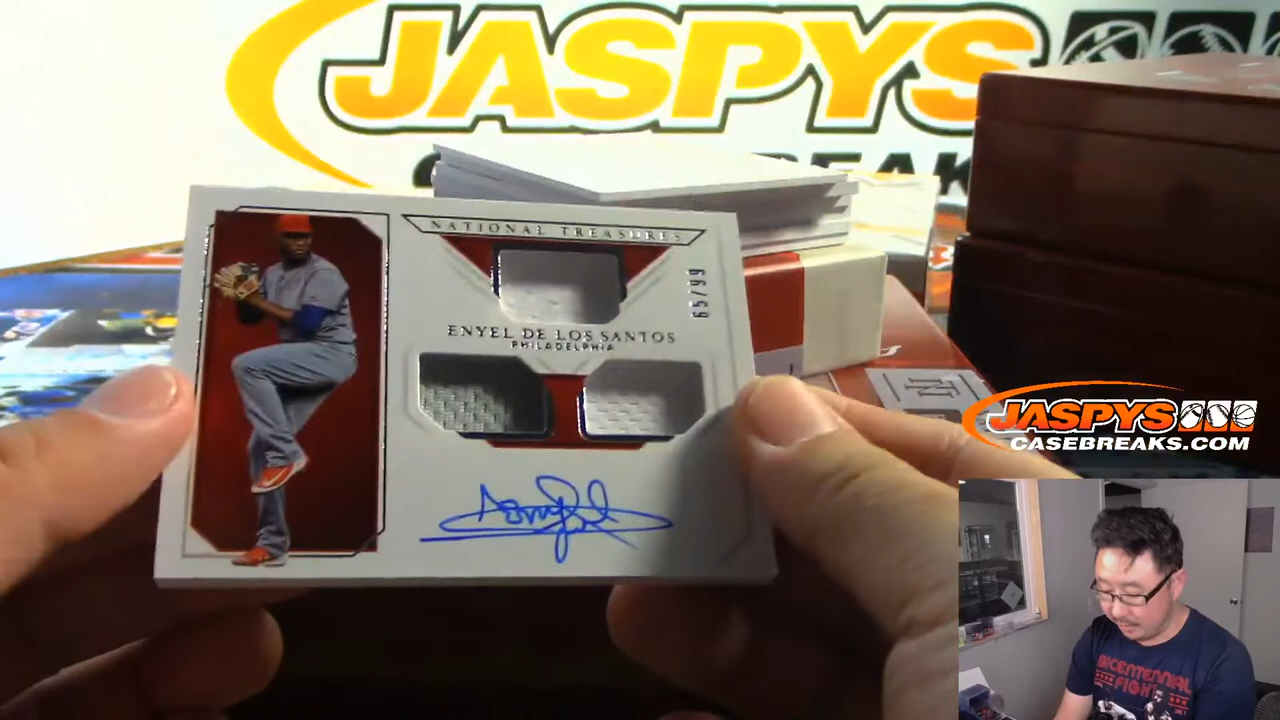 JASPYS
NATIONAL TREASURES
65/99
ENYEL DE LOS SANTOS
PHILADELPHIA
JASPYS
CASEBREAKS.COM
BICENTENNIAL
FIGHT